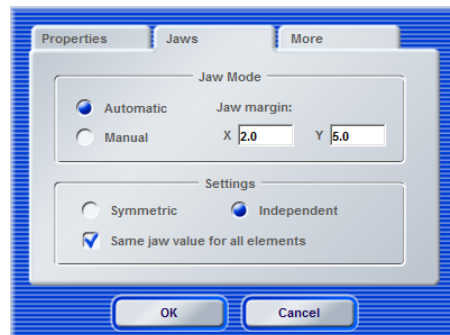 Properties Jaws More
Jaw Mode
Automatic Jaw margin:
Manual X 2.0 Y 5.0
Settings
Symmetric Independent
Same jaw value for all elements
OK Cancel